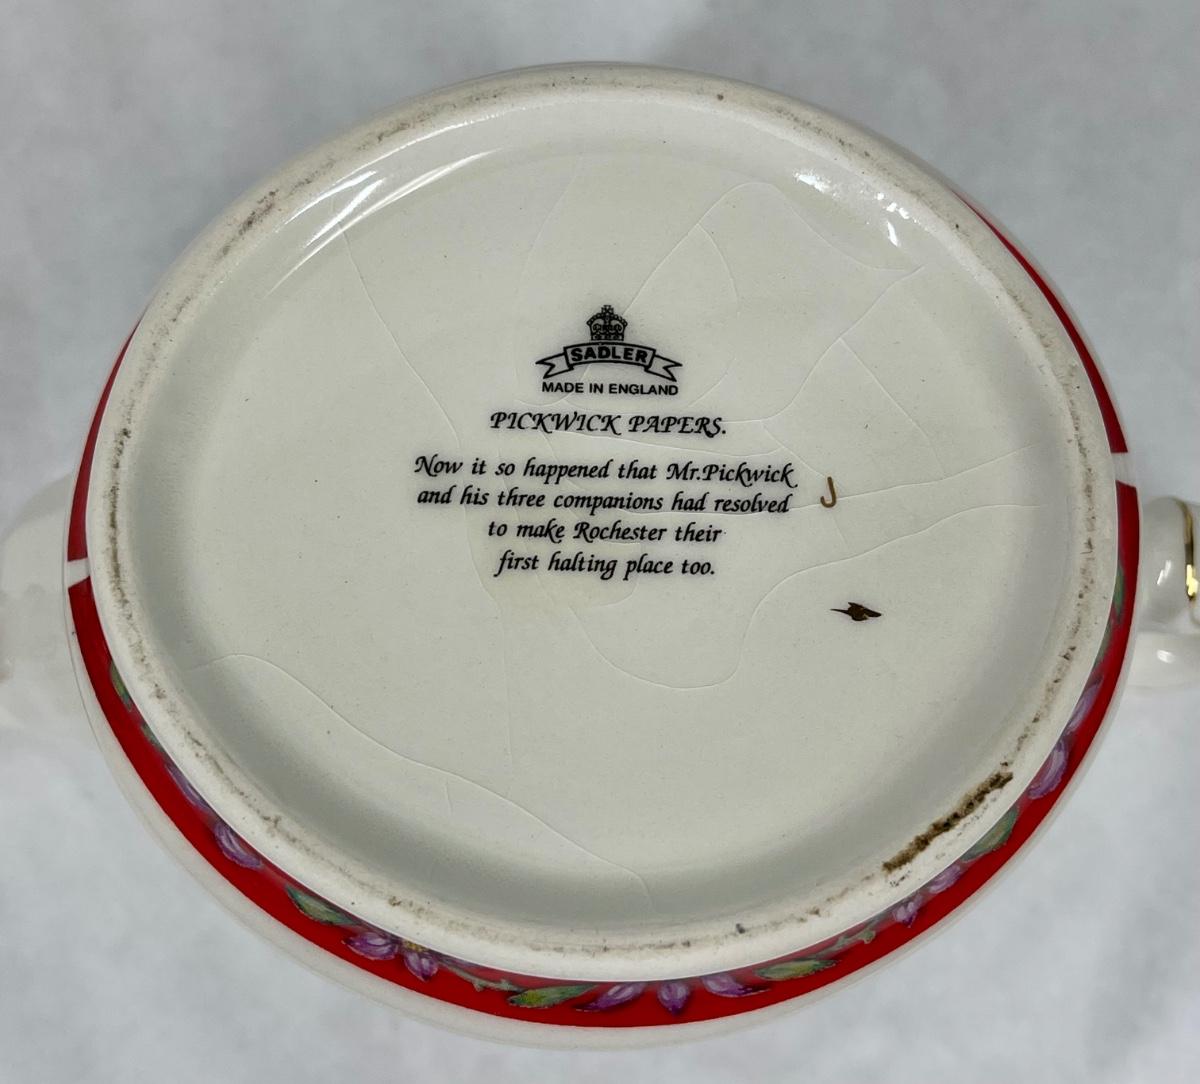 SADLER
MADE IN ENGLAND
PICKWICK PAPERS.
Now it so happened that Mr.Pickwick
and his three companions had resolved
to make Rochester their
first halting place too.
J